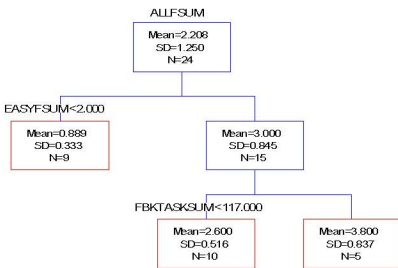 ALLFSUM
Mean=2.208
SD=1.250
N=24
EASYFSUM<2.000
Mean=0.889
SD=0.333
N=9
Mean=3.000
SD=0.845
N=15
FBKTASKSUM<117.000
Mean=2.600
SD=0.516
N=10
Mean=3.800
SD=0.837
N=5